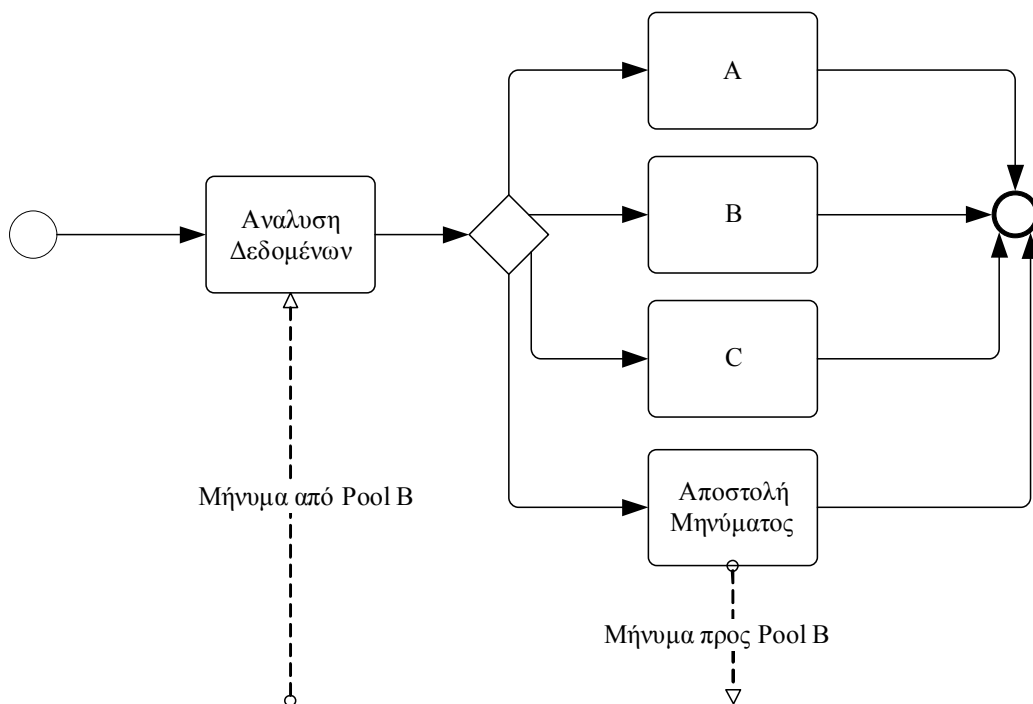 Αναλυση
Δεδομένων
A
B
C
Αποστολή
Μηνύματος
Μήνυμα από Pool B
Μήνυμα προς Pool B